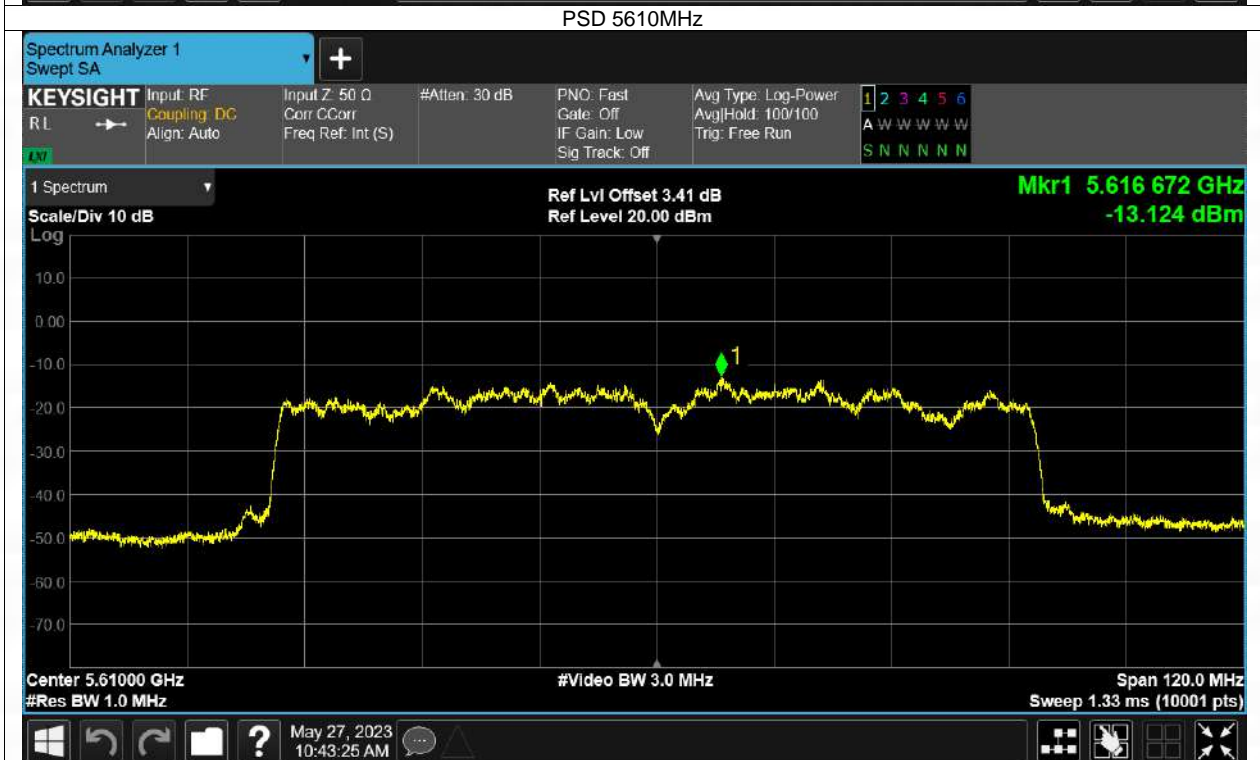 PSD 5610MHz
Spectrum Analyzer 1
Swept SA
+
KEYSIGHT Input: RF Input Z: 50 Ω #Atten: 30 dB PNO: Fast Avg Type: Log-Power 1 2 3 4 5 6
RL Coupling: DC Corr CCorr Gate: Off Avg|Hold: 100/100 A W W W W W
Align: Auto Freq Ref: Int (S) IF Gain: Low Trig: Free Run
LXI Sig Track: Off S N N N N N
1 Spectrum Ref Lvl Offset 3.41 dB Mkr1 5.616 672 GHz
Scale/Div 10 dB Ref Level 20.00 dBm -13.124 dBm
Log
10.0
0.00
-10.0
1
-20.0
-30.0
-40.0
-50.0
-60.0
-70.0
Center 5.61000 GHz #Video BW 3.0 MHz Span 120.0 MHz
#Res BW 1.0 MHz Sweep 1.33 ms (10001 pts)
? May 27, 2023
10:43:25 AM